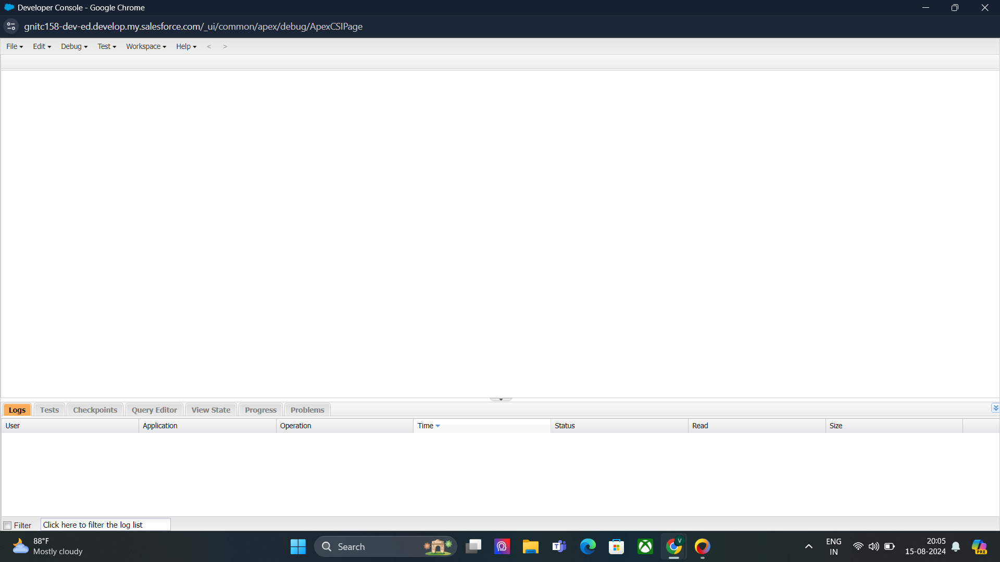 Developer Console - Google Chrome
gnitc158-dev-ed.develop.my.salesforce.com/_ui/common/apex/debug/ApexCSIPage
File Edit Debug Test Workspace Help < >
Logs Tests Checkpoints Query Editor View State Progress Problems
User Application Operation Time Status Read Size
Filter Click here to filter the log list
88°F
Mostly cloudy
Search
V
T
ENG
IN
20:05
15-08-2024
PRE